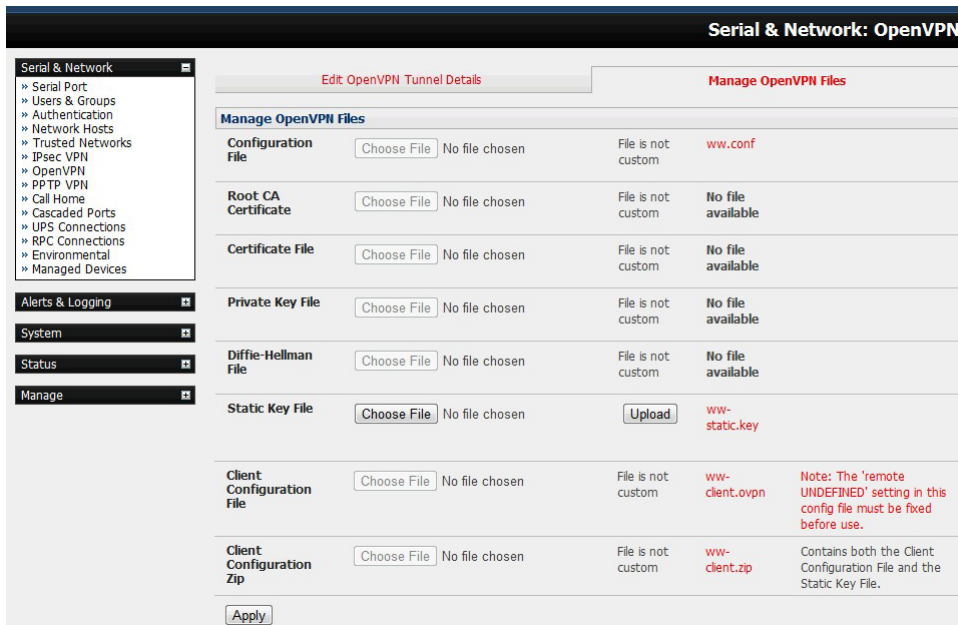 Serial & Network: OpenVPN
Serial & Network
» Serial Port
» Users & Groups
» Authentication
» Network Hosts
» Trusted Networks
» IPsec VPN
» OpenVPN
» PPTP VPN
» Call Home
» Cascaded Ports
» UPS Connections
» RPC Connections
» Environmental
» Managed Devices
Alerts & Logging
System
Status
Manage
Edit OpenVPN Tunnel Details
Manage OpenVPN Files
Manage OpenVPN Files
Configuration
File
Choose File No file chosen
File is not
custom
ww.conf
Root CA
Certificate
Choose File No file chosen
File is not
custom
No file
available
Certificate File
Choose File No file chosen
File is not
custom
No file
available
Private Key File
Choose File No file chosen
File is not
custom
No file
available
Diffie-Hellman
File
Choose File No file chosen
File is not
custom
No file
available
Static Key File
Choose File No file chosen
Upload
ww-
static.key
Client
Configuration
File
Choose File No file chosen
File is not
custom
ww-
client.ovpn
Note: The 'remote
UNDEFINED' setting in this
config file must be fixed
before use.
Client
Configuration
Zip
Choose File No file chosen
File is not
custom
ww-
client.zip
Contains both the Client
Configuration File and the
Static Key File.
Apply